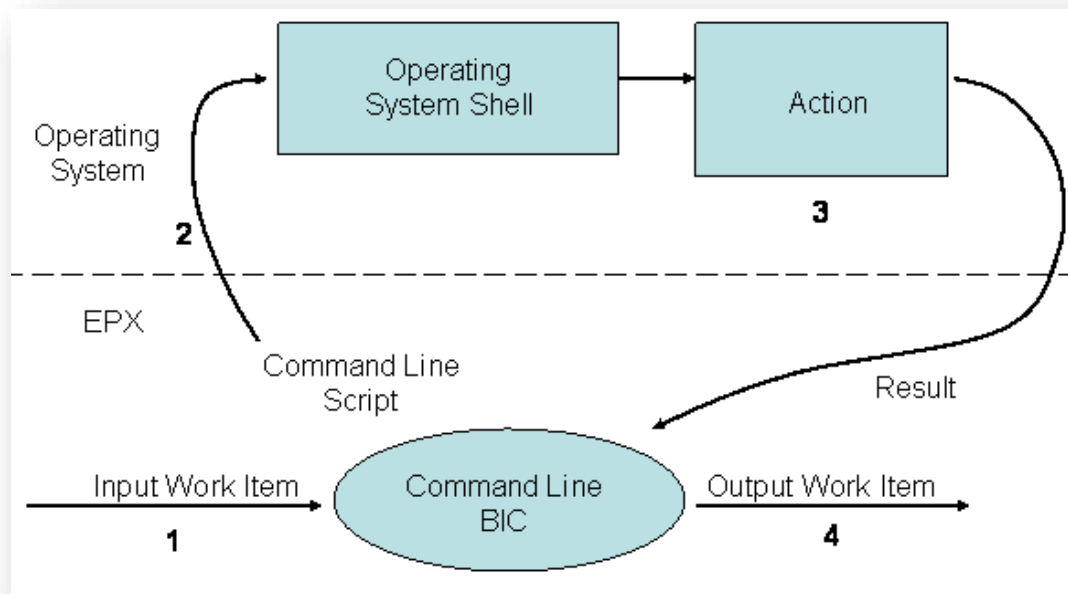 Operating
System Shell
Action
Operating
System
2
3
EPX
Command Line
Script
Result
Input Work Item
Command Line
BIC
Output Work Item
1
4